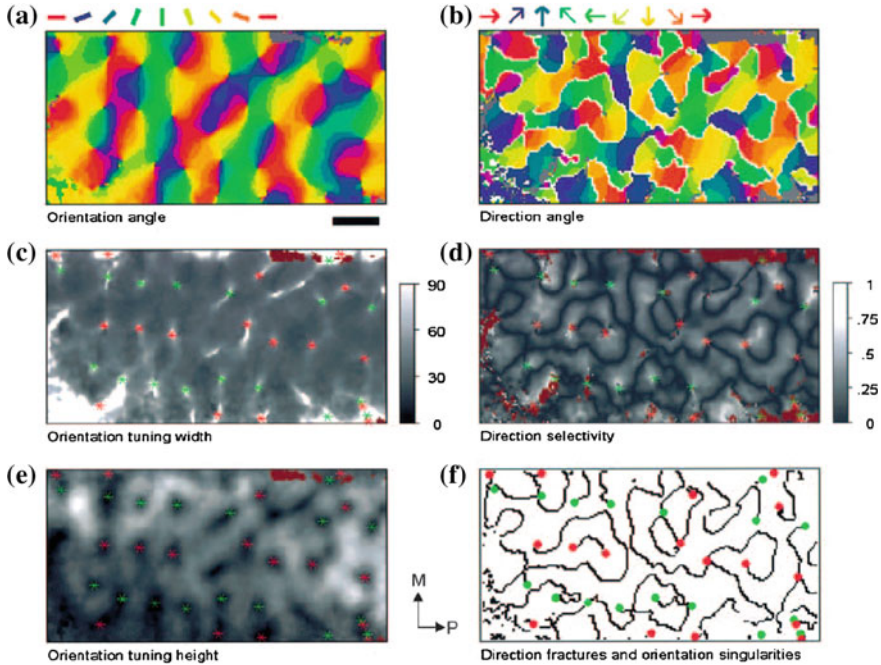 (a)
(b)
Orientation angle
Direction angle
(c)
90
60
30
0
(d)
1
.75
.5
.25
0
Orientation tuning width
Direction selectivity
(e)
(f)
M
P
Orientation tuning height
Direction fractures and orientation singularities